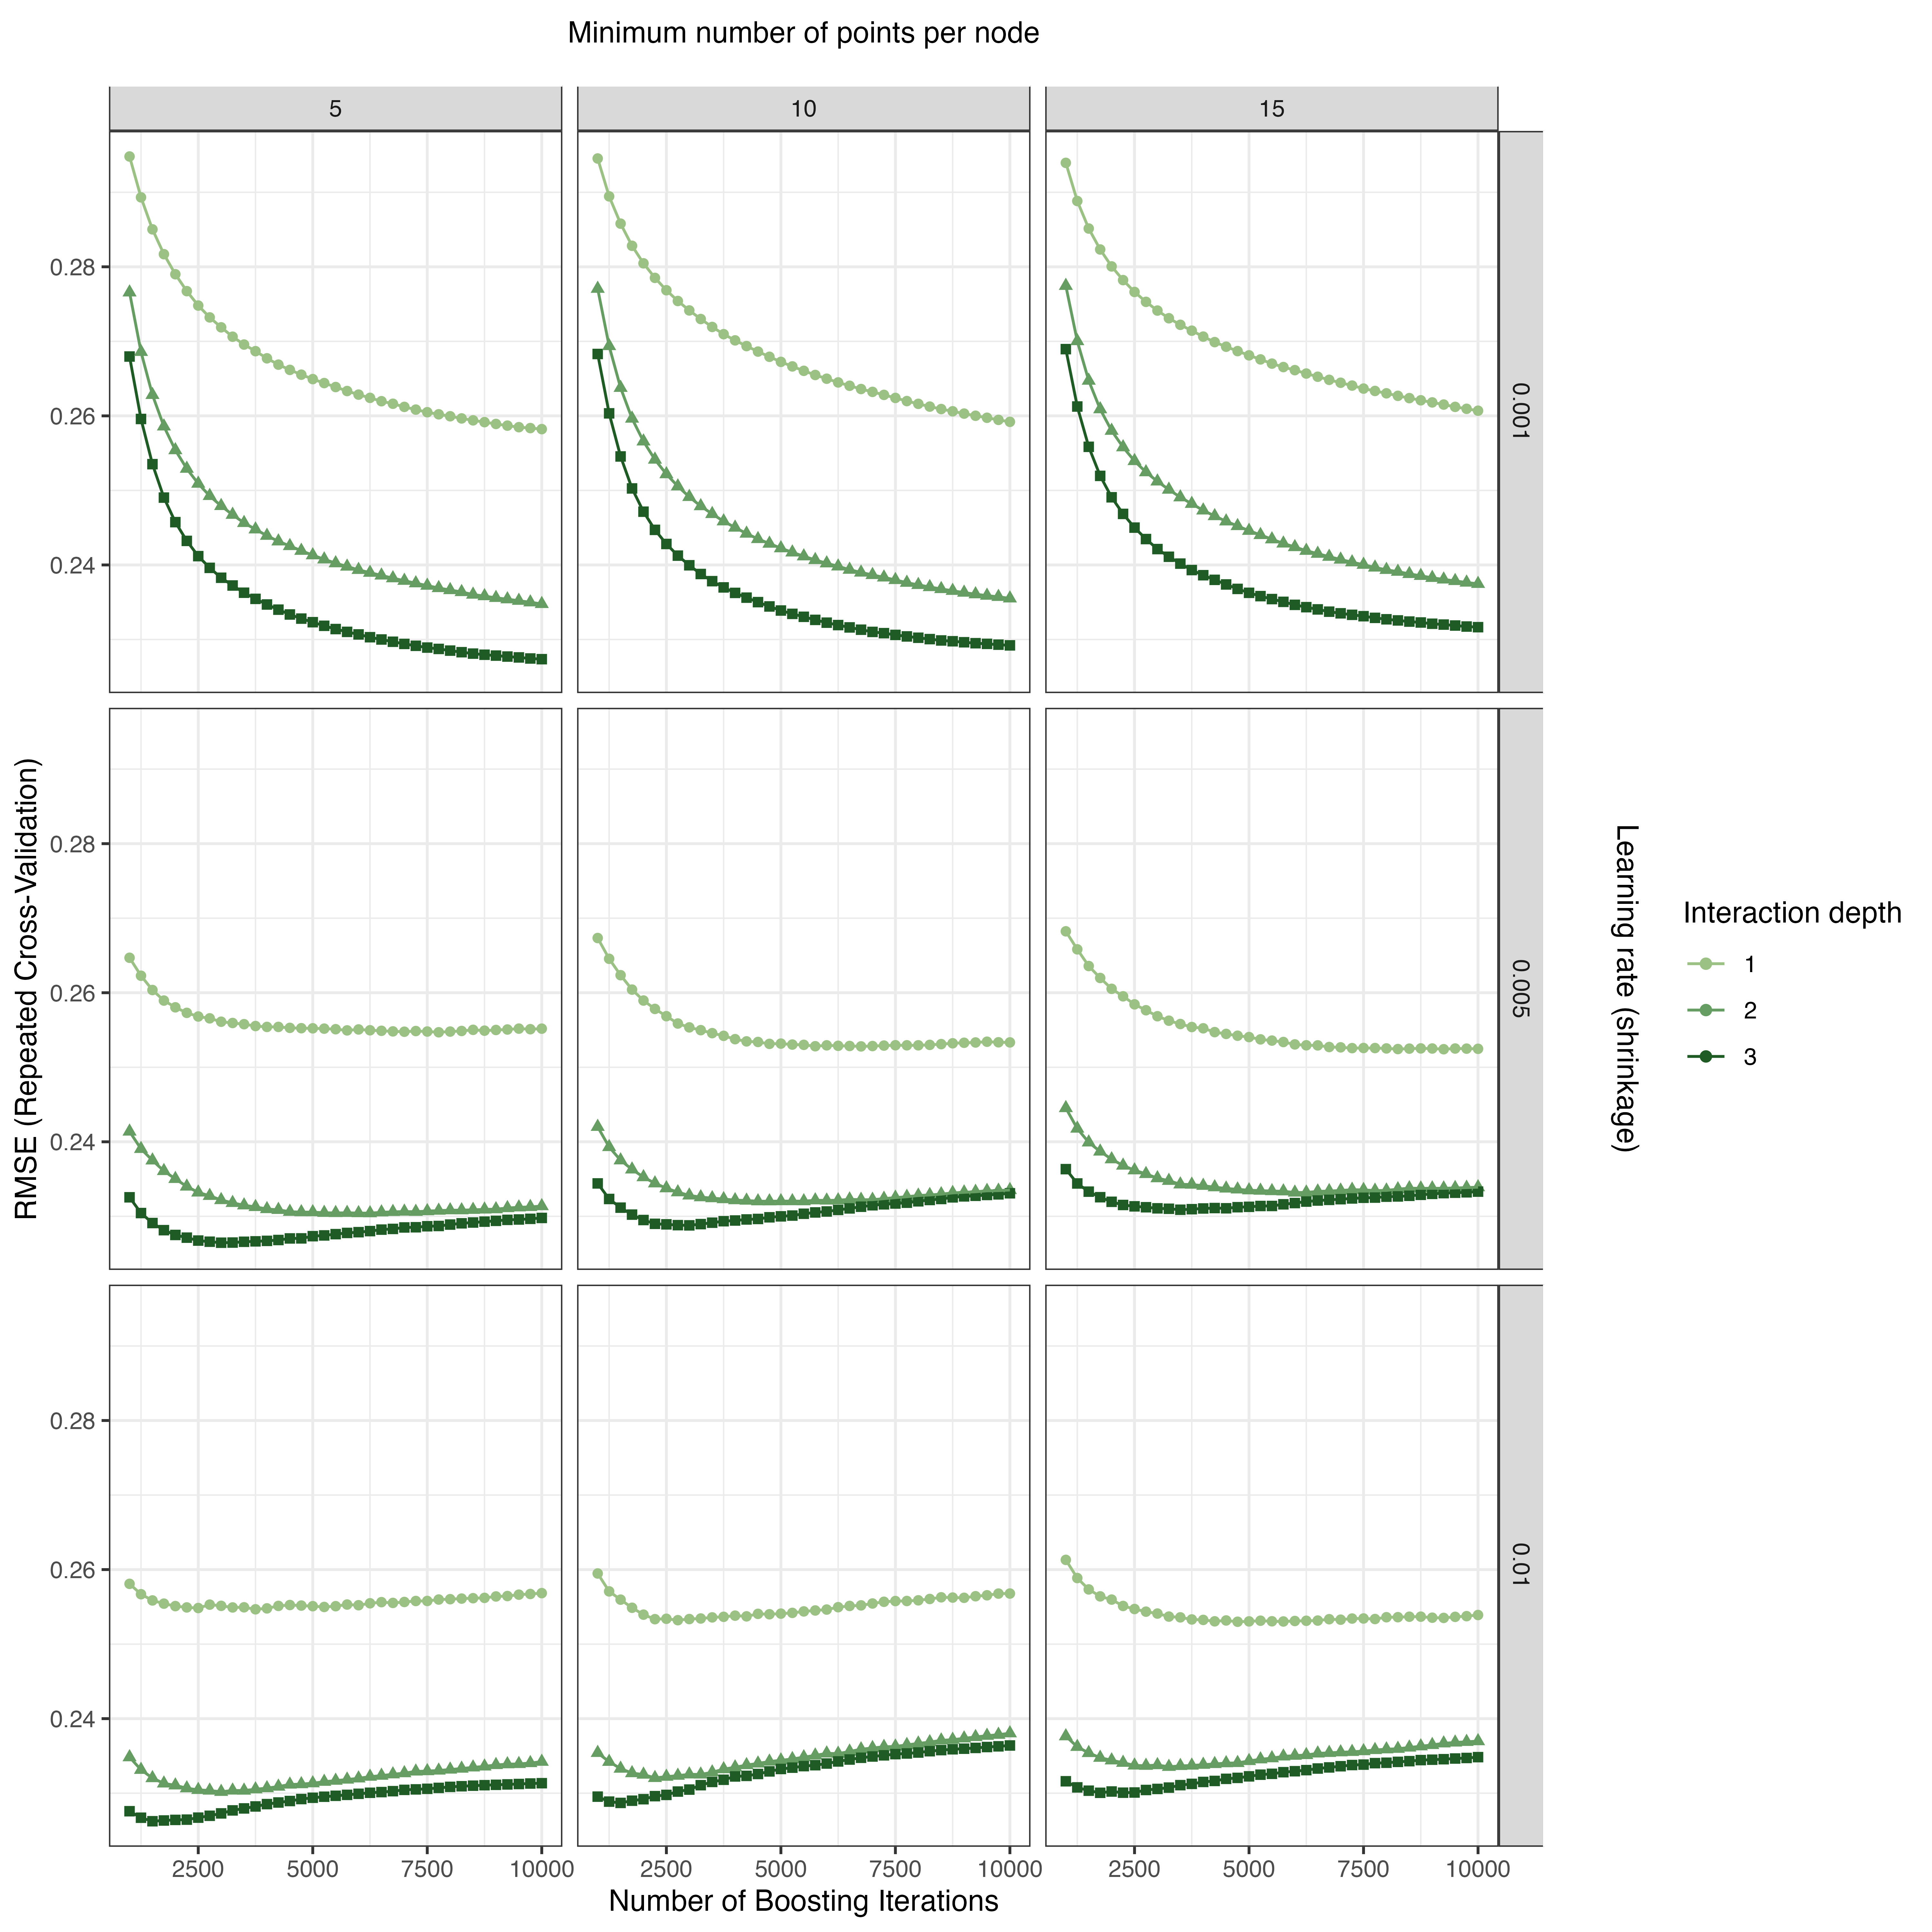 Minimum number of points per node
5 10 15
0.28
0.26
0.24
0.001
0.28
0.26
0.24
0.005
0.28
0.26
0.24
0.01
RMSE (Repeated Cross-Validation)
Learning rate (shrinkage)
Interaction depth
1
2
3
2500 5000 7500 10000 2500 5000 7500 10000 2500 5000 7500 10000
Number of Boosting Iterations